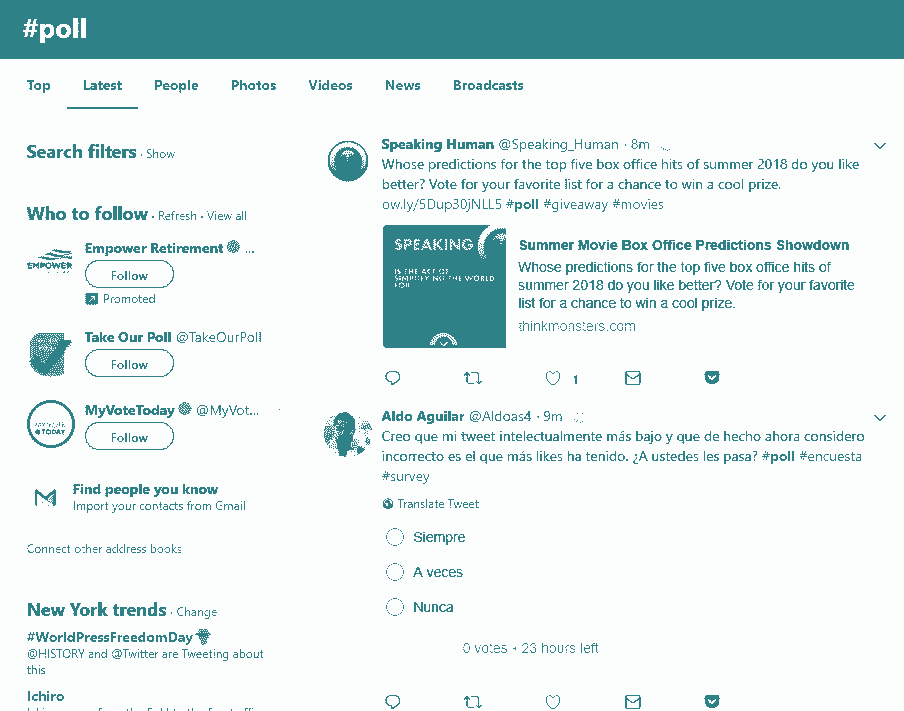 #poll
Top Latest People Photos Videos News Broadcasts
Search filters · Show
Who to follow · Refresh · View all
Empower Retirement ...
EMPOWER
Follow
Promoted
Take Our Poll @TakeOurPoll
Follow
MyVoteToday @MyVot...
TODAY
Follow
Find people you know
Import your contacts from Gmail
Connect other address books
New York trends · Change
#WorldPressFreedomDay
@HISTORY and @Twitter are Tweeting about
this
Ichiro
Speaking Human @Speaking_Human · 8m
Whose predictions for the top five box office hits of summer 2018 do you like
better? Vote for your favorite list for a chance to win a cool prize.
ow.ly/5Dup30jNLL5 #poll #giveaway #movies
SPEAKING
IS THE ART OF
SIMPLIFYING THE WORLD
FOR
Summer Movie Box Office Predictions Showdown
Whose predictions for the top five box office hits of
summer 2018 do you like better? Vote for your favorite
list for a chance to win a cool prize.
thinkmonsters.com
1
Aldo Aguilar @Aldoas4 · 9m
Creo que mi tweet intelectualmente más bajo y que de hecho ahora considero
incorrecto es el que más likes ha tenido. ¿A ustedes les pasa? #poll #encuesta
#survey
Translate Tweet
Siempre
A veces
Nunca
0 votes • 23 hours left